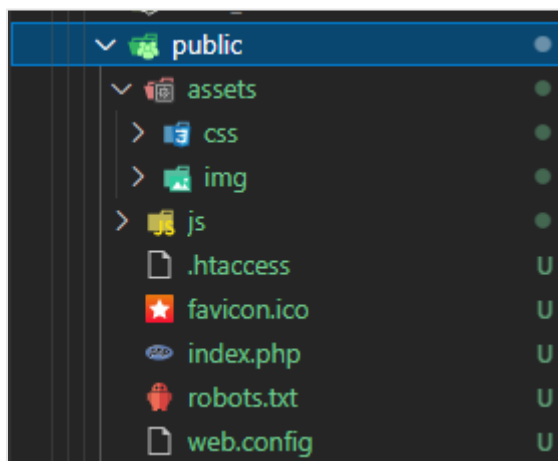 public
assets
css
img
js
.htaccess U
favicon.ico U
index.php U
robots.txt U
web.config U